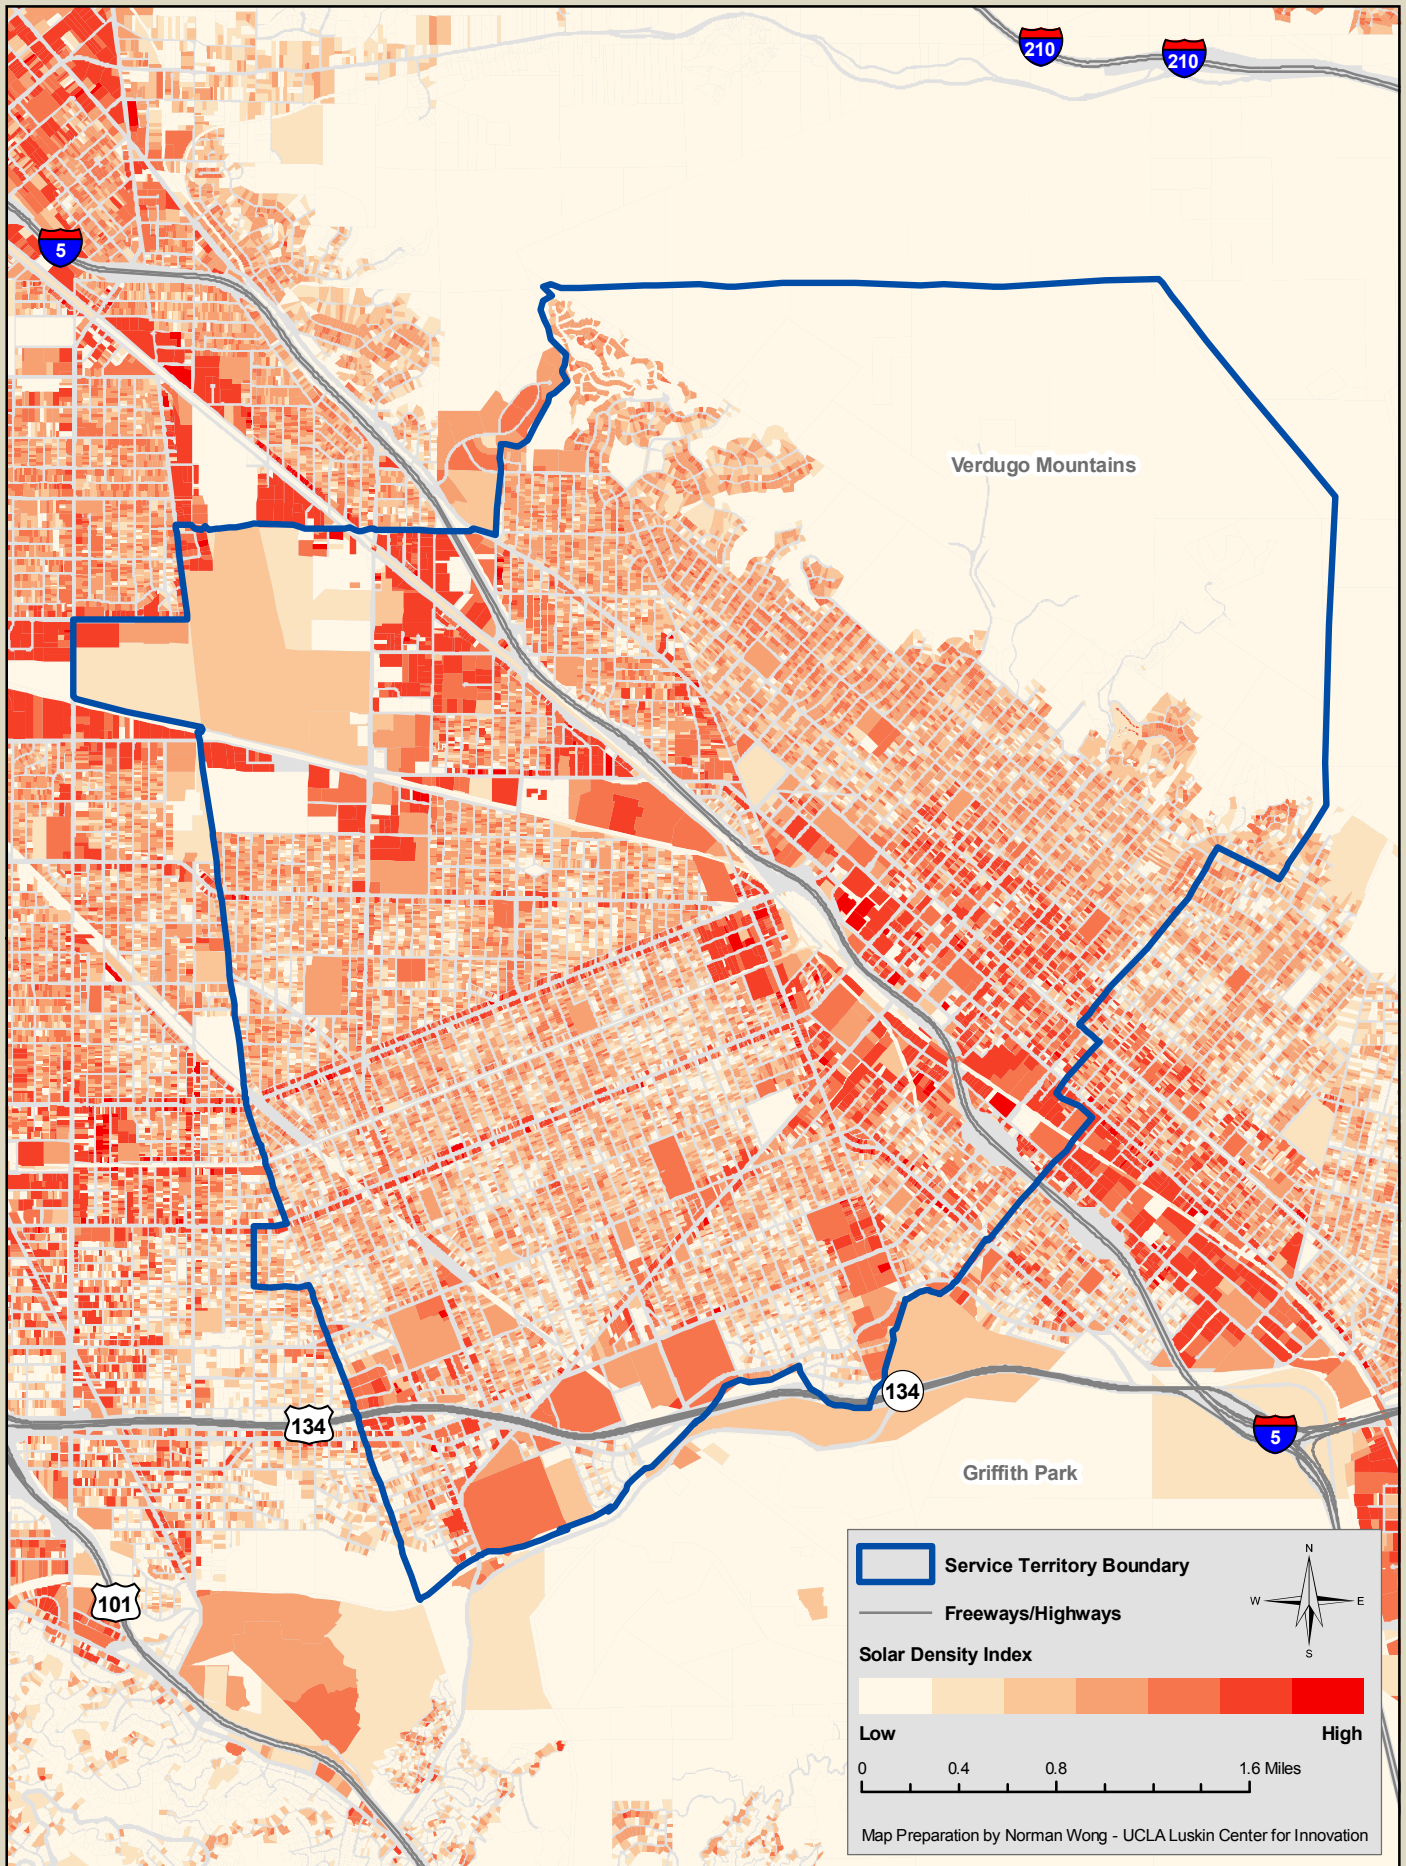 210
210
5
Verdugo Mountains
134
134
5
Griffith Park
101
Service Territory Boundary
Freeways/Highways
N
W
E
S
Solar Density Index
Low
High
0
0.4
0.8
1.6 Miles
Map Preparation by Norman Wong - UCLA Luskin Center for Innovation